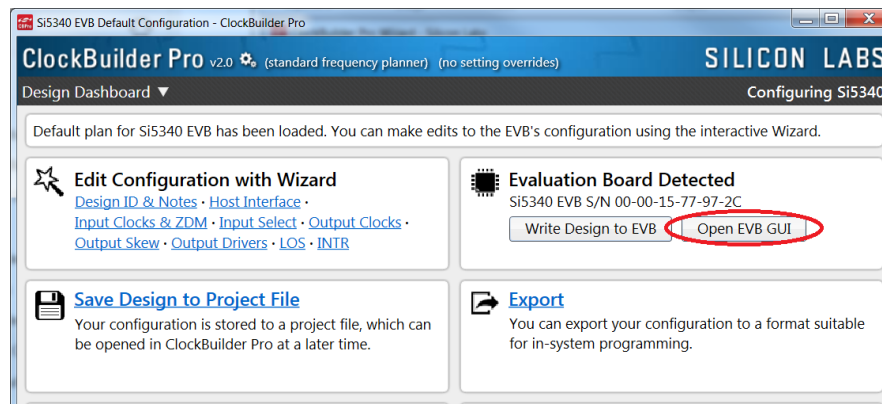 Si5340 EVB Default Configuration - ClockBuilder Pro
ClockBuilder Pro v2.0 (standard frequency planner) (no setting overrides)
SILICON LABS
Design Dashboard ▼
Configuring Si5340
Default plan for Si5340 EVB has been loaded. You can make edits to the EVB's configuration using the interactive Wizard.
Edit Configuration with Wizard
Design ID & Notes · Host Interface ·
Input Clocks & ZDM · Input Select · Output Clocks ·
Output Skew · Output Drivers · LOS · INTR
Evaluation Board Detected
Si5340 EVB S/N 00-00-15-77-97-2C
Write Design to EVB
Open EVB GUI
Save Design to Project File
Your configuration is stored to a project file, which can
be opened in ClockBuilder Pro at a later time.
Export
You can export your configuration to a format suitable
for in-system programming.